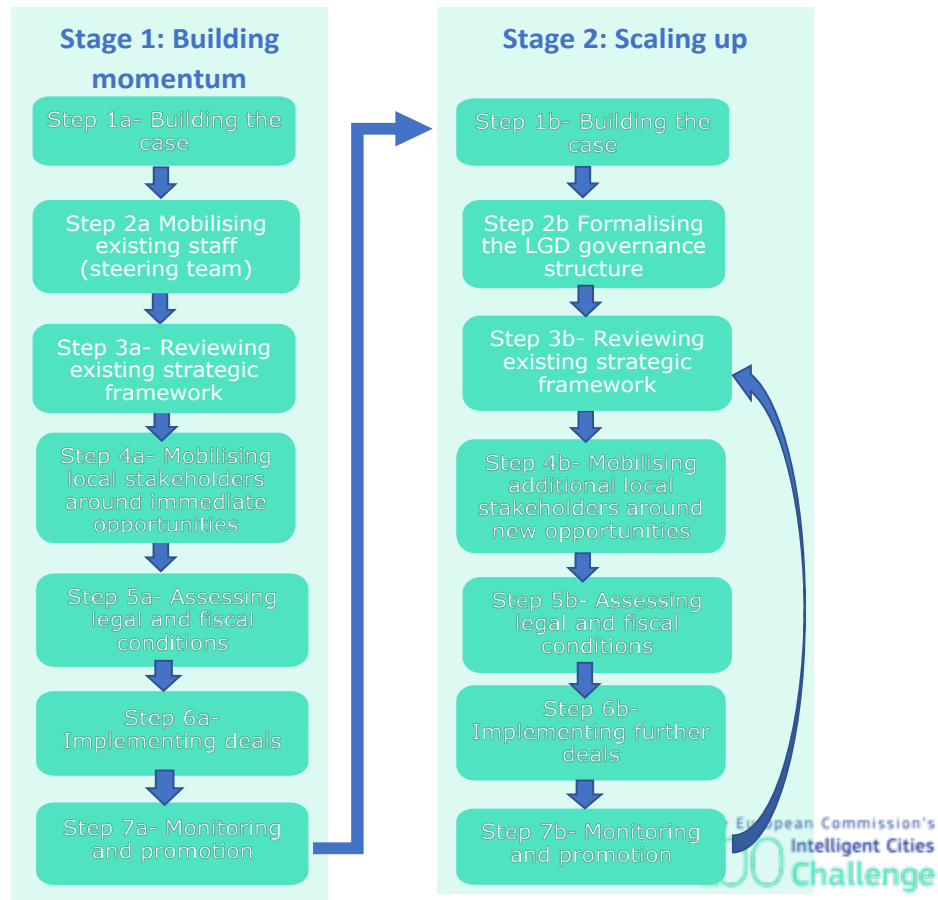 Stage 1: Building
momentum
Step 1a- Building the
case
Step 2a Mobilising
existing staff
(steering team)
Step 3a- Reviewing
existing strategic
framework
Step 4a- Mobilising
local stakeholders
around immediate
opportunities
Step 5a- Assessing
legal and fiscal
conditions
Step 6a-
Implementing deals
Step 7a- Monitoring
and promotion
Stage 2: Scaling up
Step 1b- Building the
case
Step 2b Formalising
the LGD governance
structure
Step 3b- Reviewing
existing strategic
framework
Step 4b- Mobilising
additional local
stakeholders around
new opportunities
Step 5b- Assessing
legal and fiscal
conditions
Step 6b-
Implementing further
deals
Step 7b- Monitoring
and promotion
European Commission's
Intelligent Cities
Challenge